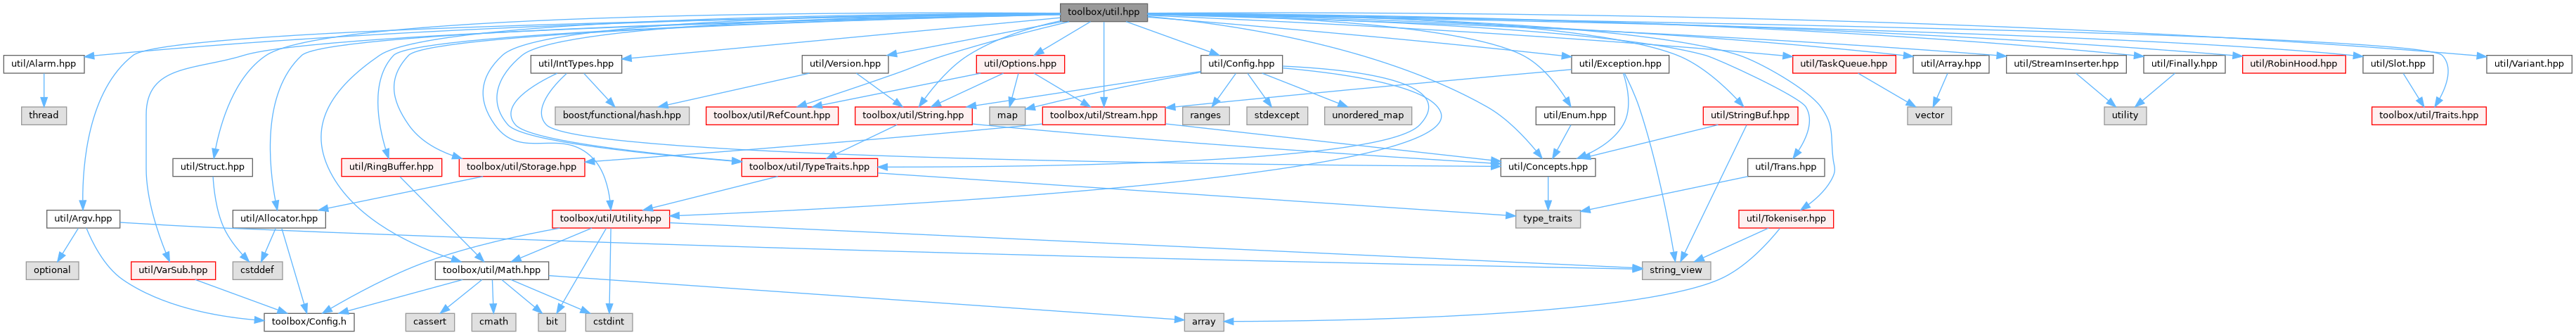 toolbox/util.hpp
util/Alarm.hpp
util/IntTypes.hpp
util/Version.hpp
util/Options.hpp
util/Config.hpp
util/Exception.hpp
util/TaskQueue.hpp
util/Array.hpp
util/StreamInserter.hpp
util/Finally.hpp
util/RobinHood.hpp
util/Slot.hpp
util/Variant.hpp
thread
boost/functional/hash.hpp
toolbox/util/RefCount.hpp
toolbox/util/String.hpp
map
toolbox/util/Stream.hpp
ranges
stdexcept
unordered_map
util/Enum.hpp
util/StringBuf.hpp
vector
utility
toolbox/util/Traits.hpp
util/Struct.hpp
util/RingBuffer.hpp
toolbox/util/Storage.hpp
toolbox/util/TypeTraits.hpp
util/Concepts.hpp
util/Trans.hpp
util/Argv.hpp
util/Allocator.hpp
toolbox/util/Utility.hpp
type_traits
util/Tokeniser.hpp
optional
util/VarSub.hpp
cstddef
toolbox/util/Math.hpp
string_view
toolbox/Config.h
cassert
cmath
bit
cstdint
array